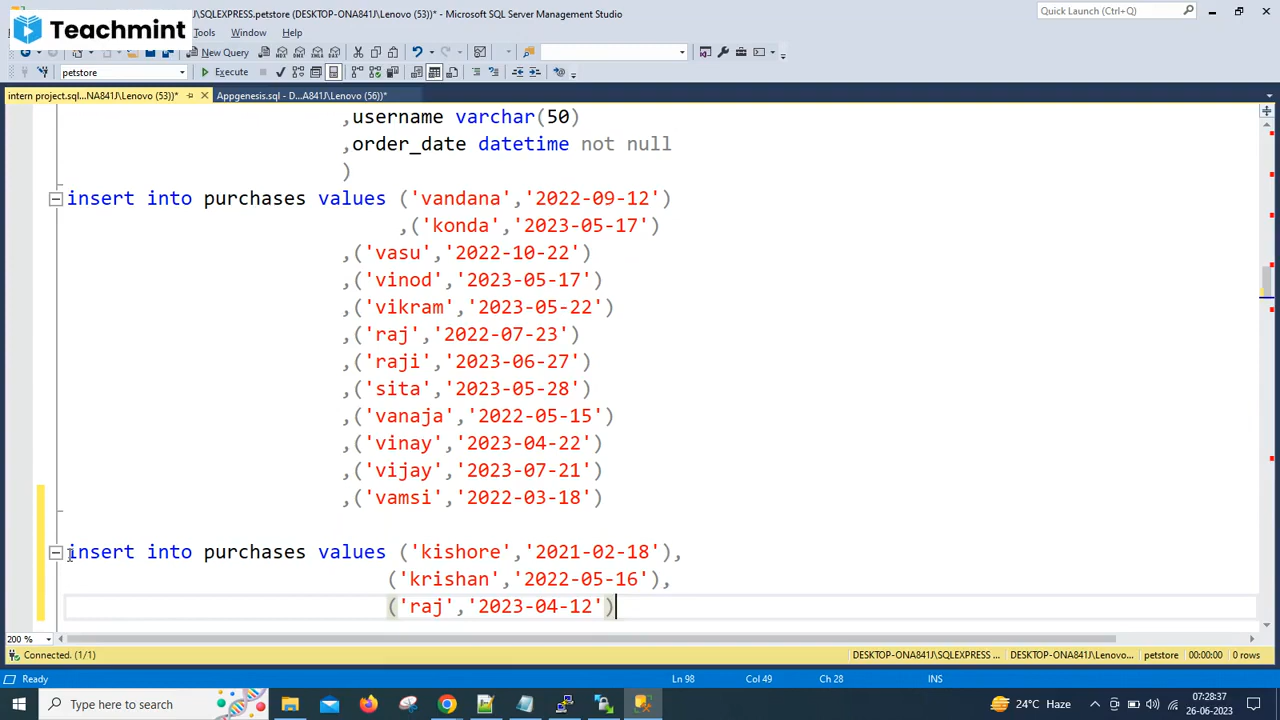 J\SQLEXPRESS.petstore (DESKTOP-ONA841J\Lenovo (53))* - Microsoft SQL Server Management Studio
Quick Launch (Ctrl+Q)
Teachmint
Tools Window Help
New Query
petstore
Execute
intern project.sql...NA841J\Lenovo (53))*
Appgenesis.sql - D...A841J\Lenovo (56))*
,username varchar(50)
,order_date datetime not null
)
insert into purchases values ('vandana','2022-09-12')
,('konda','2023-05-17')
,('vasu','2022-10-22')
,('vinod','2023-05-17')
,('vikram','2023-05-22')
,('raj','2022-07-23')
,('raji','2023-06-27')
,('sita','2023-05-28')
,('vanaja','2022-05-15')
,('vinay','2023-04-22')
,('vijay','2023-07-21')
,('vamsi','2022-03-18')
insert into purchases values ('kishore','2021-02-18'),
('krishan','2022-05-16'),
('raj','2023-04-12')
200 %
Connected. (1/1)
DESKTOP-ONA841J\SQLEXPRESS ...
DESKTOP-ONA841J\Lenovo...
petstore
00:00:00
0 rows
Ready
Ln 98
Col 49
Ch 28
INS
Type here to search
24°C Haze
07:28:37
26-06-2023